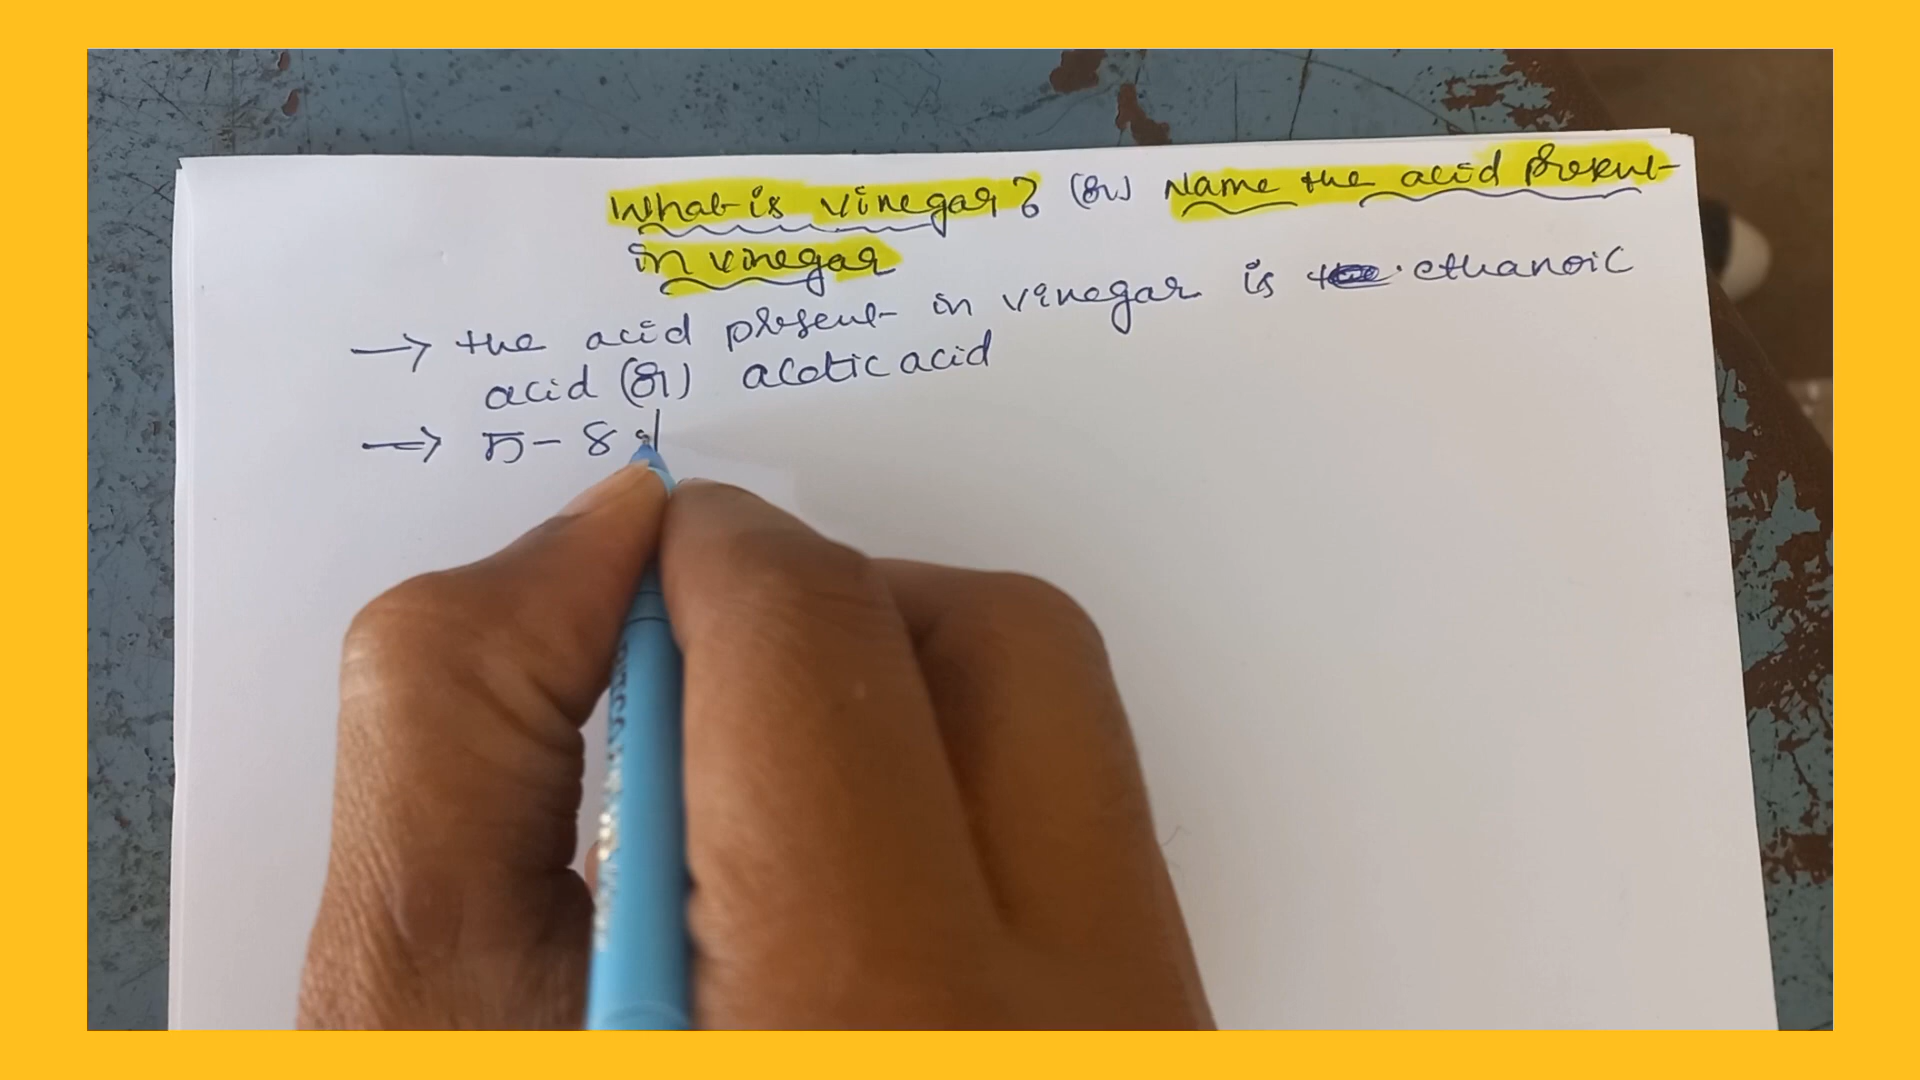 What is vinegar? (or) Name the acid present
in vinegar
→ the acid present in vinegar is ethanoic
acid (or) acetic acid
→ 5-8%